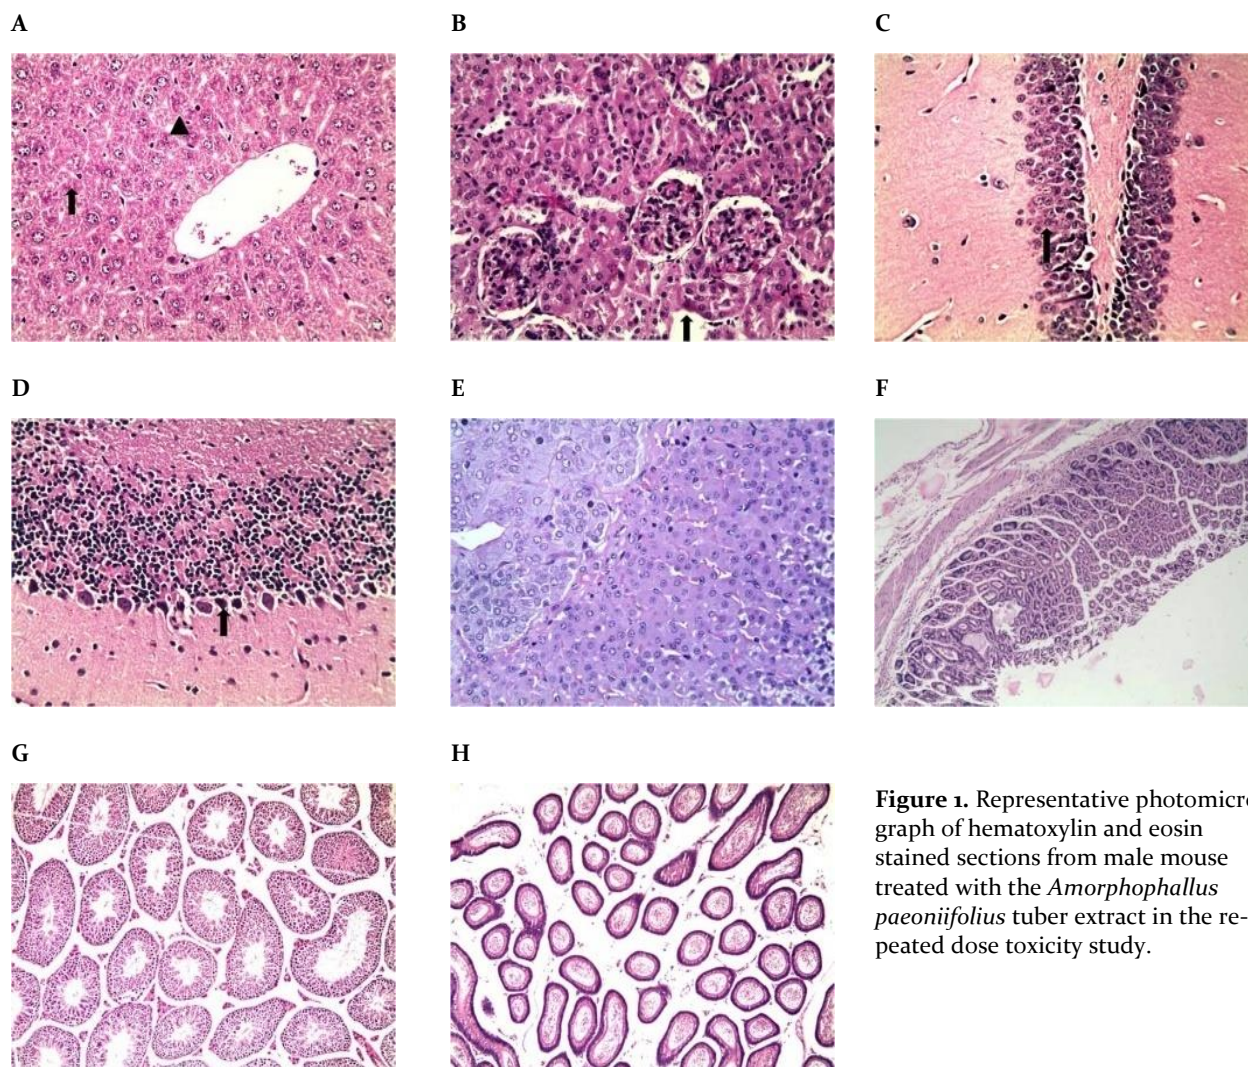 A
B
C
D
E
F
G
H
Figure 1. Representative photomicro-
graph of hematoxylin and eosin
stained sections from male mouse
treated with the Amorphophallus
paeoniifolius tuber extract in the re-
peated dose toxicity study.